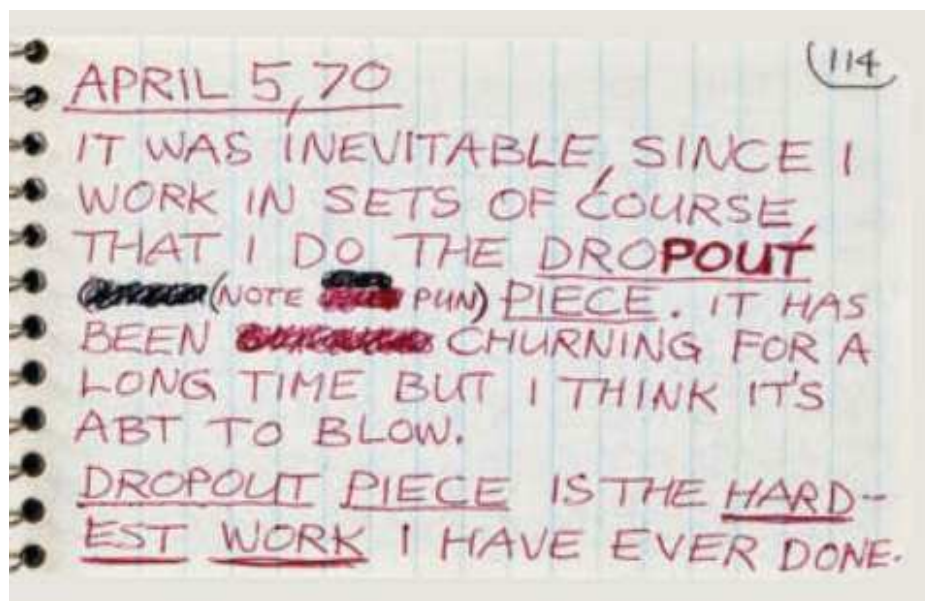 114
APRIL 5, 70
IT WAS INEVITABLE, SINCE I
WORK IN SETS OF COURSE,
THAT I DO THE DROPOUT
(NOTE PUN) PIECE. IT HAS
BEEN CHURNING FOR A
LONG TIME BUT I THINK IT'S
ABT TO BLOW.
DROPOUT PIECE IS THE HARD-
EST WORK I HAVE EVER DONE.